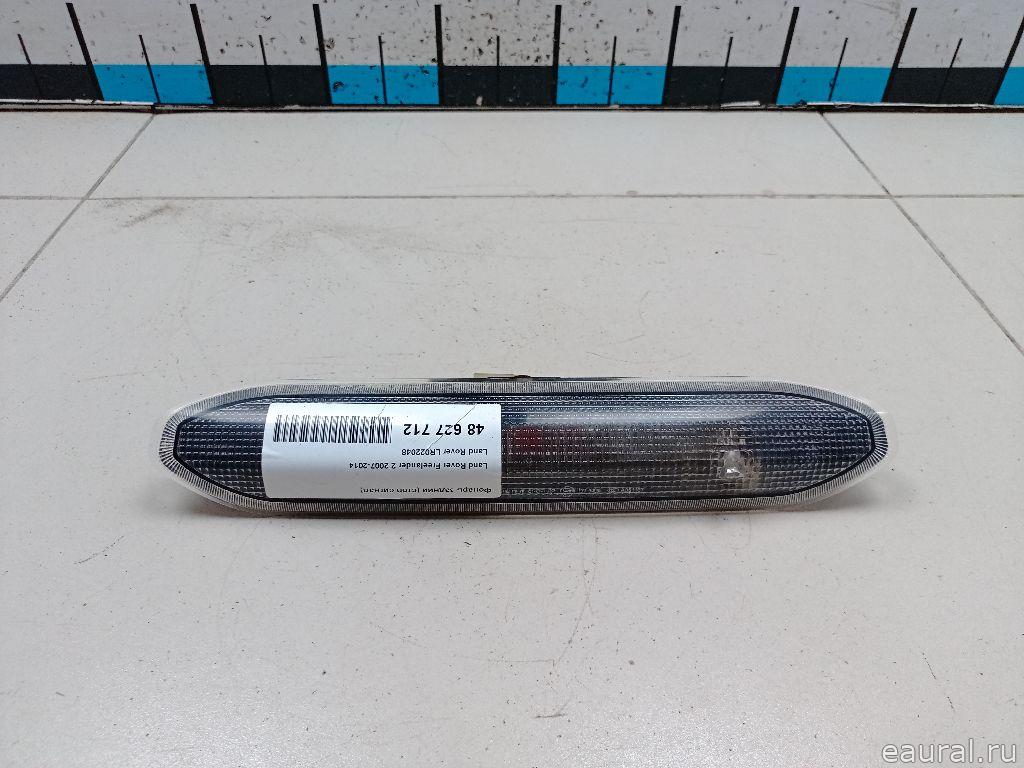 Фонарь задний (стоп сигнал)
Land Rover Freelander 2 2007-2014
Land Rover LR022048
48 627 712
eaural.ru